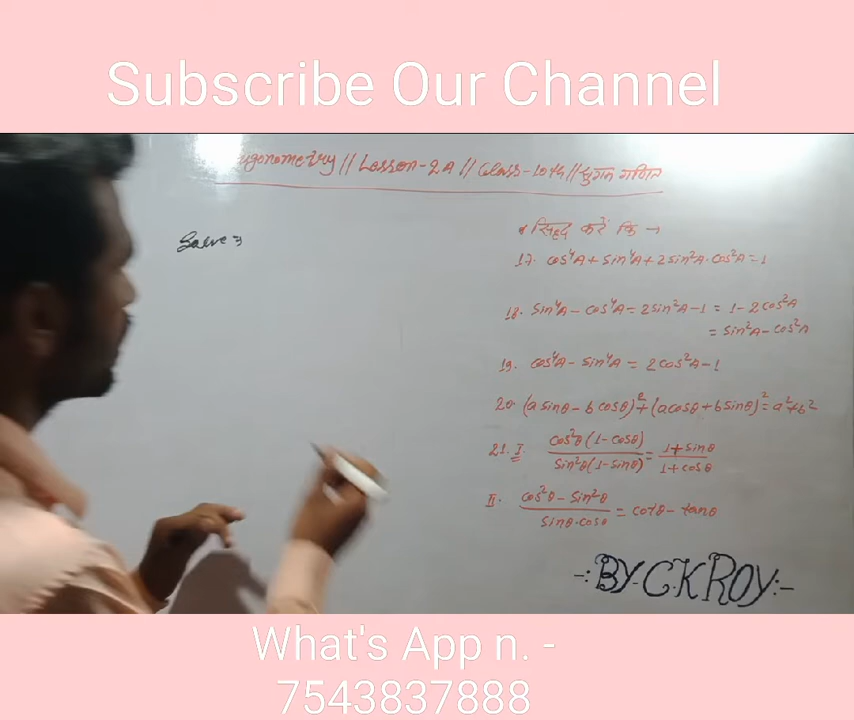 Subscribe Our Channel
ugonometry // Lesson-2A // Class-10th // सुगम गणित
Solve ⇒
* सिद्ध करें कि →
17. cos⁴A + sin⁴A + 2sin²A·cos²A = 1
18. sin⁴A - cos⁴A = 2sin²A - 1 = 1 - 2cos²A
= sin²A - cos²A
19. cos⁴A - sin⁴A = 2cos²A - 1
20. (a sinθ - b cosθ)² + (a cosθ + b sinθ)² = a² + b²
21. I. cos²θ(1 - cosθ) / sin²θ(1 - sinθ) = 1 + sinθ / 1 + cosθ
II. cos²θ - sin²θ / sinθ·cosθ = cotθ - tanθ
-: BY C.K ROY :-
What's App n. -
7543837888